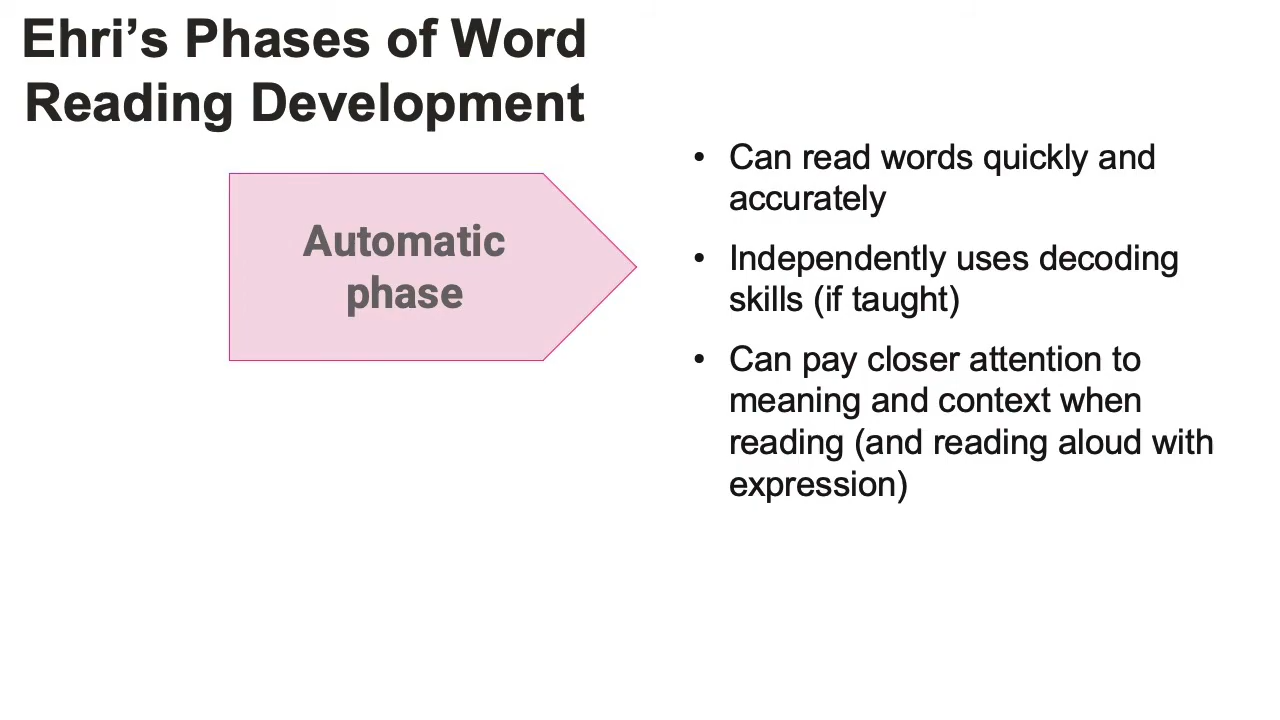 Ehri’s Phases of Word
Reading Development
Automatic
phase
• Can read words quickly and
accurately
• Independently uses decoding
skills (if taught)
• Can pay closer attention to
meaning and context when
reading (and reading aloud with
expression)